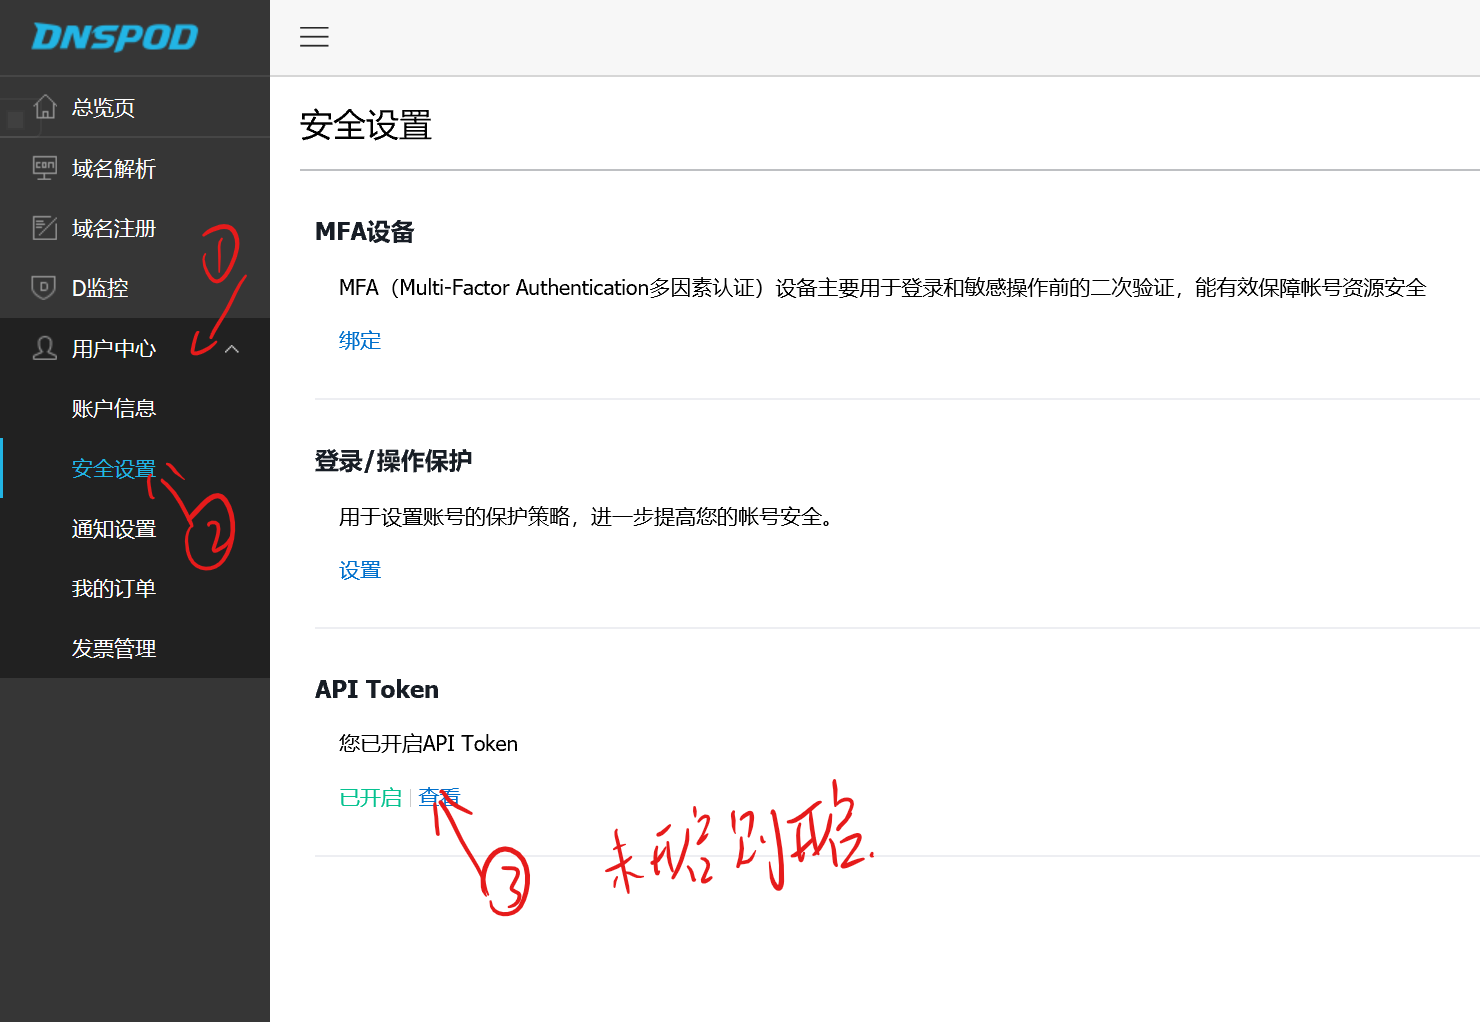 DNSPOD
总览页
域名解析
域名注册
D监控
用户中心
账户信息
安全设置
通知设置
我的订单
发票管理
安全设置
MFA设备
MFA（Multi-Factor Authentication多因素认证）设备主要用于登录和敏感操作前的二次验证，能有效保障帐号资源安全
绑定
登录/操作保护
用于设置账号的保护策略，进一步提高您的帐号安全。
设置
API Token
您已开启API Token
已开启 | 查看
①
②
③
未开启则开启.